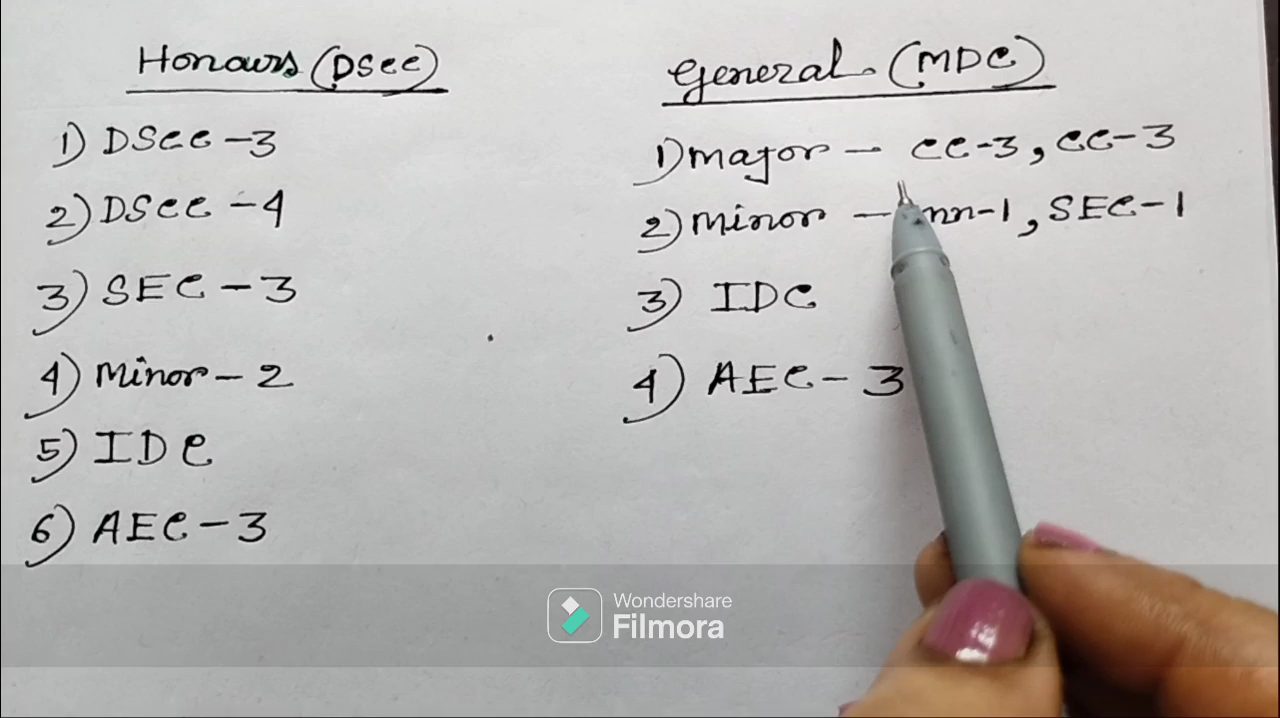 Honours (DSCC)
1) DSCC - 3
2) DSCC - 4
3) SEC - 3
4) Minor - 2
5) IDC
6) AEC - 3
General (MDC)
1) Major - CC-3, CC-3
2) Minor - mn-1, SEC-1
3) IDC
4) AEC - 3
Wondershare
Filmora